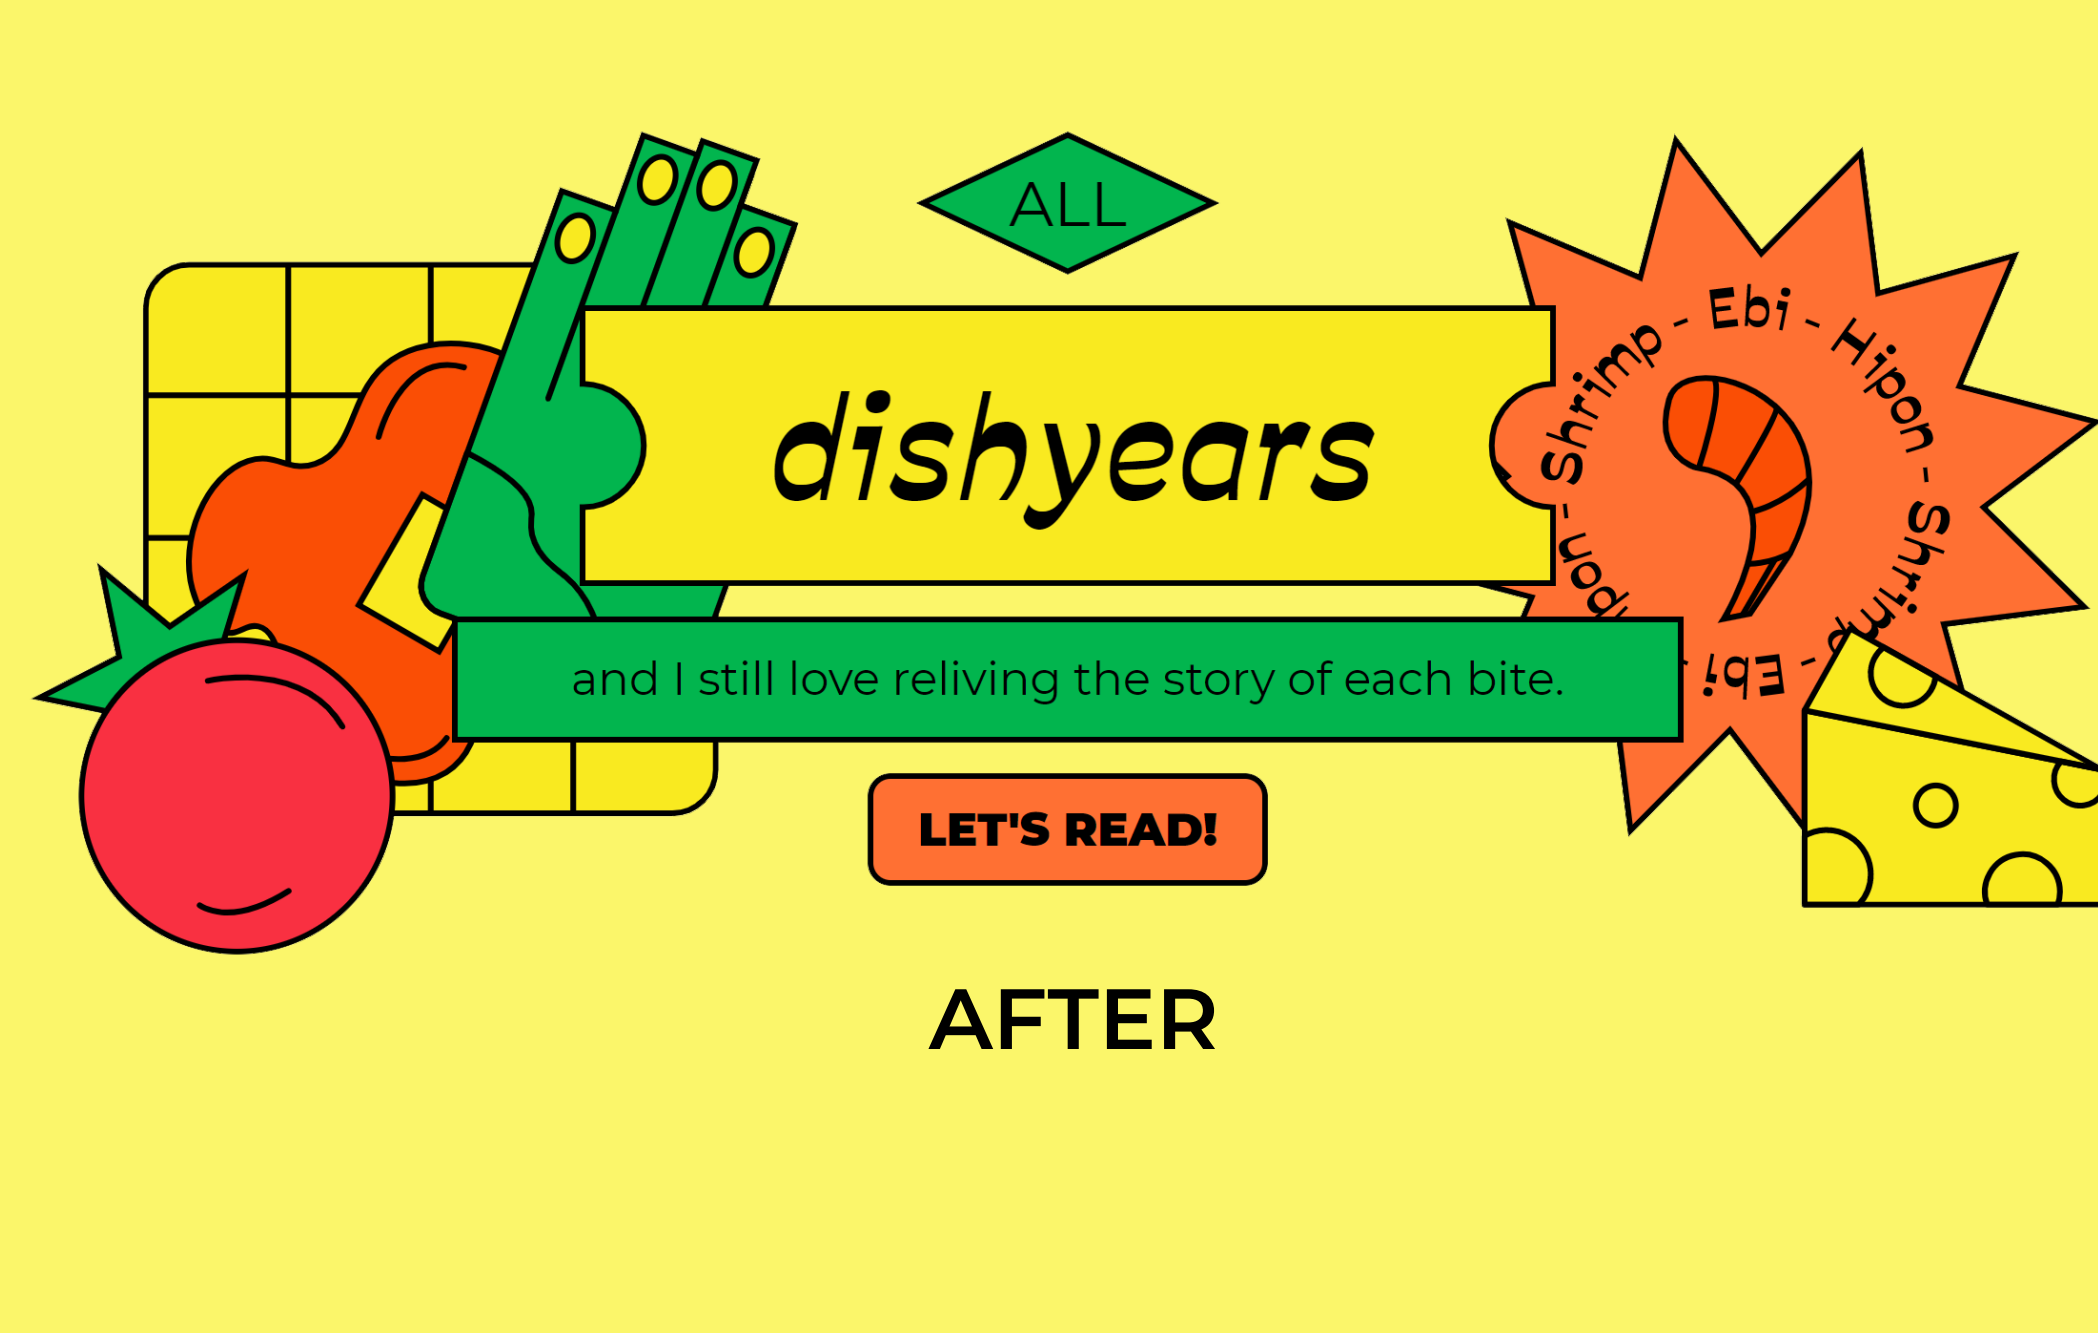 ALL
dishyears
and I still love reliving the story of each bite.
LET'S READ!
Shrimp - Ebi - Hipon - Shrimp - Ebi - pon -
AFTER